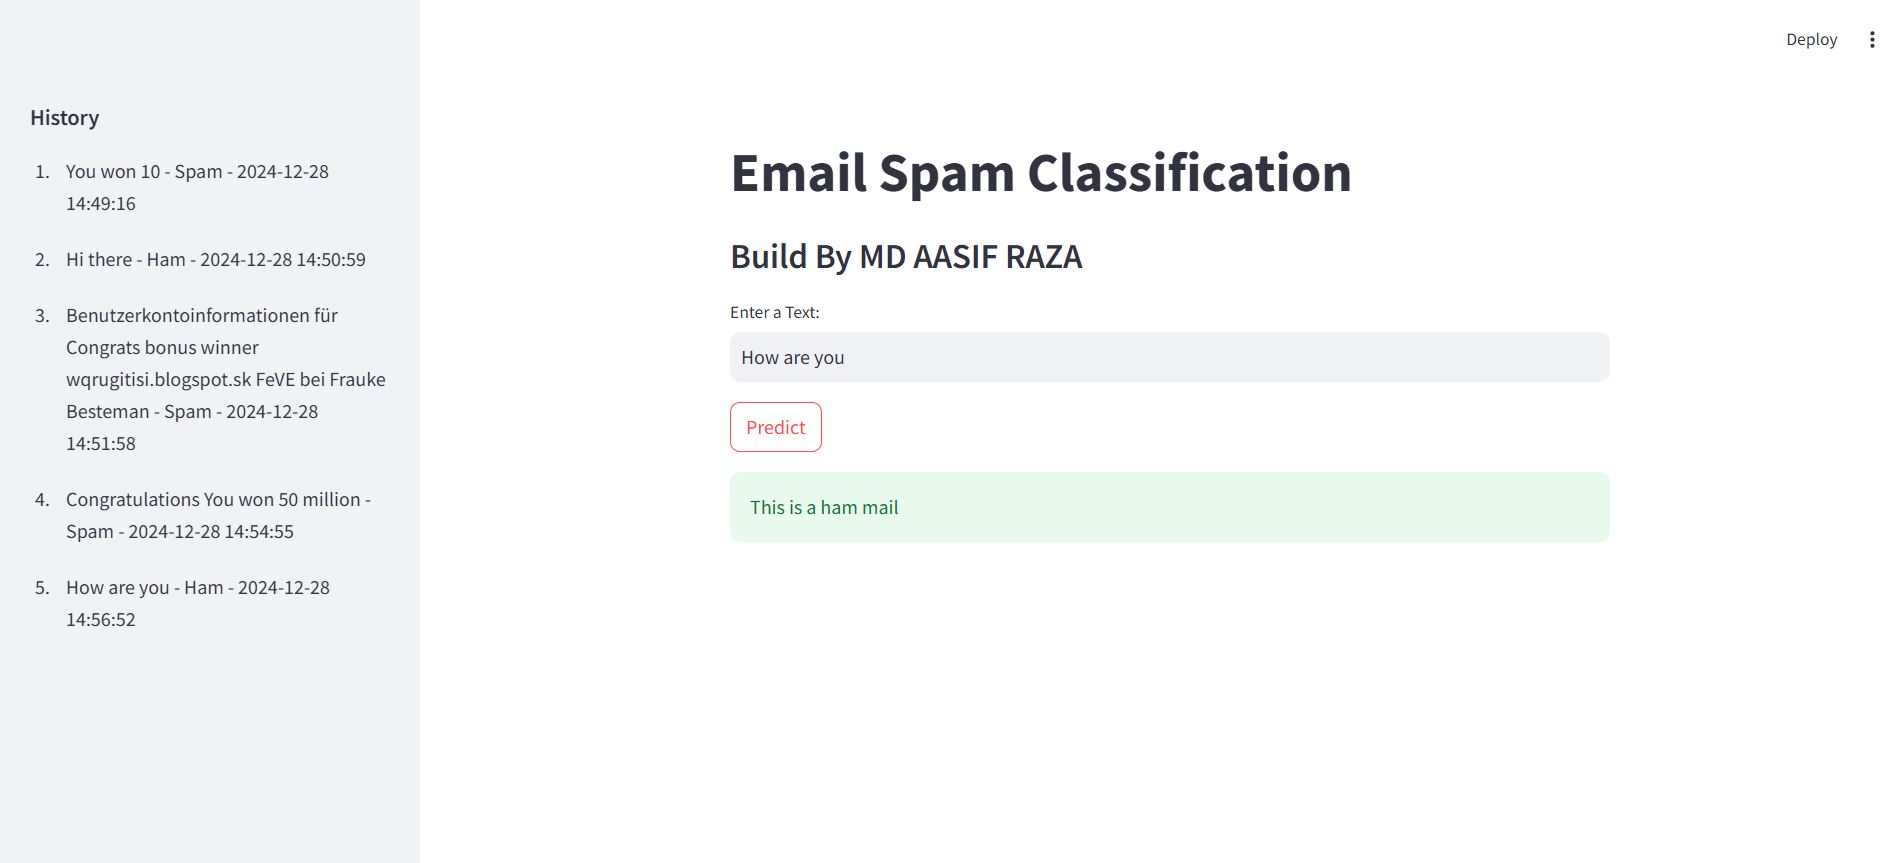 Deploy
History
1. You won 10 - Spam - 2024-12-28
14:49:16
2. Hi there - Ham - 2024-12-28 14:50:59
3. Benutzerkontoinformationen für
Congrats bonus winner
wqrugitisi.blogspot.sk FeVE bei Frauke
Besteman - Spam - 2024-12-28
14:51:58
4. Congratulations You won 50 million -
Spam - 2024-12-28 14:54:55
5. How are you - Ham - 2024-12-28
14:56:52
Email Spam Classification
Build By MD AASIF RAZA
Enter a Text:
How are you
Predict
This is a ham mail